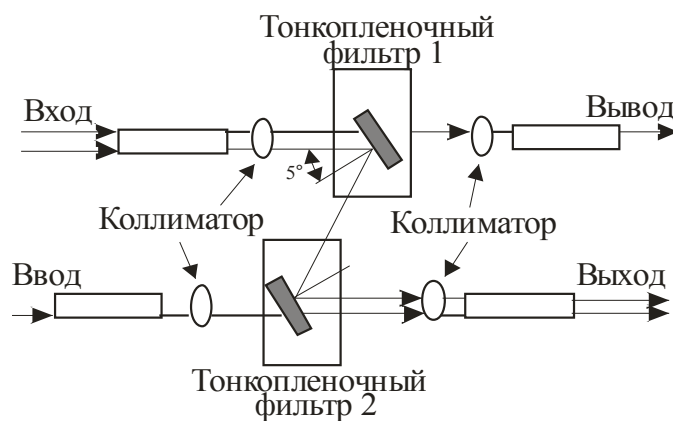 Тонкопленочный
фильтр 1
Вход
Вывод
5°
Коллиматор
Коллиматор
Ввод
Выход
Тонкопленочный
фильтр 2